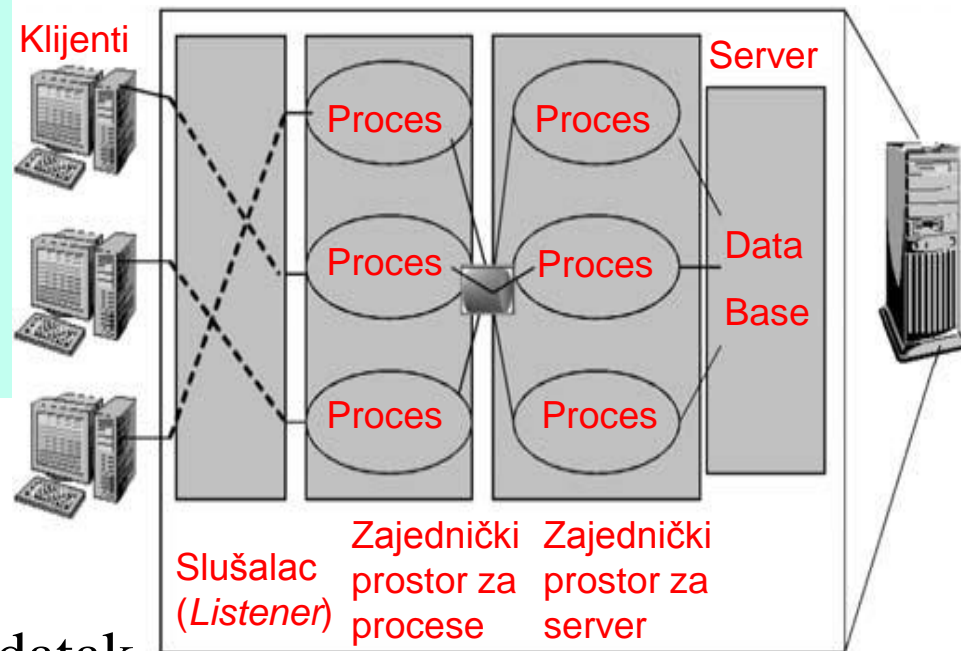 Klijenti
Server
Proces
Proces
Proces
Proces
Data
Base
Proces
Proces
Slušalac
(Listener)
Zajednički
prostor za
procese
Zajednički
prostor za
server